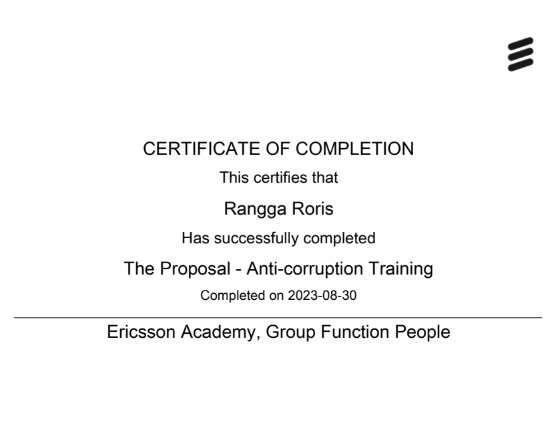 CERTIFICATE OF COMPLETION
This certifies that
Rangga Roris
Has successfully completed
The Proposal - Anti-corruption Training
Completed on 2023-08-30
Ericsson Academy, Group Function People